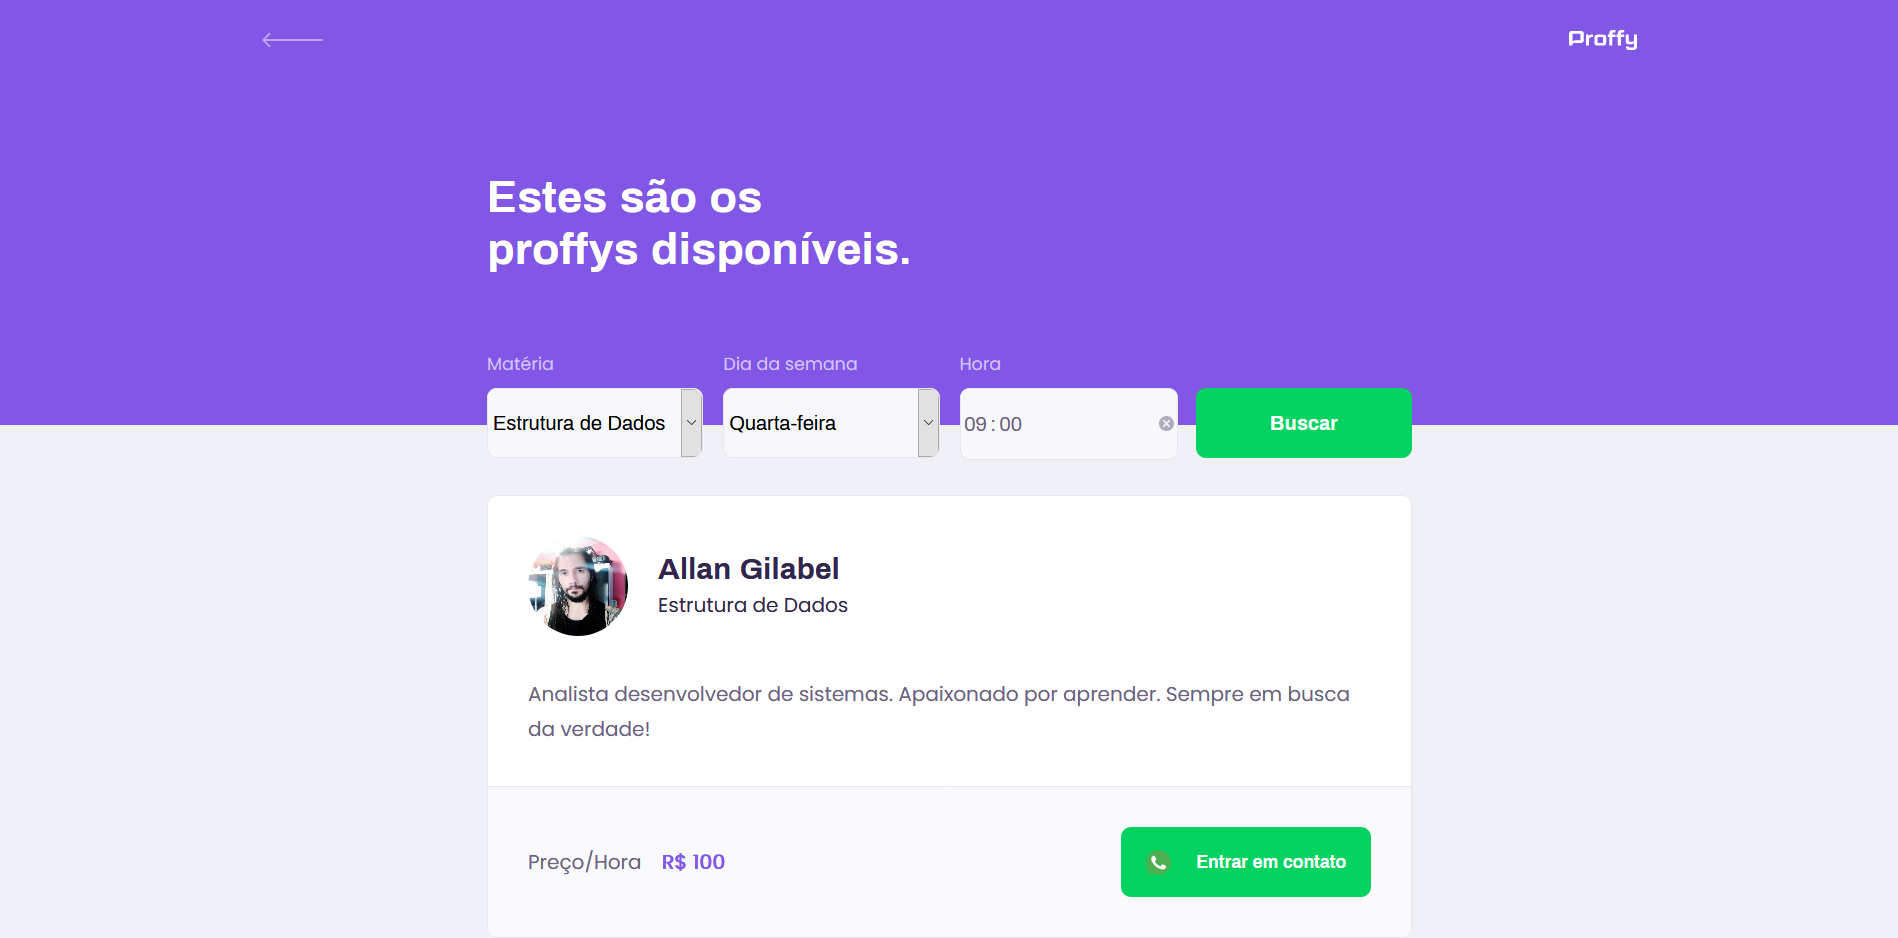 Proffy
Estes são os
proffys disponíveis.
Matéria
Dia da semana
Hora
Estrutura de Dados
Quarta-feira
09:00
Buscar
Allan Gilabel
Estrutura de Dados
Analista desenvolvedor de sistemas. Apaixonado por aprender. Sempre em busca
da verdade!
Preço/Hora R$ 100
Entrar em contato